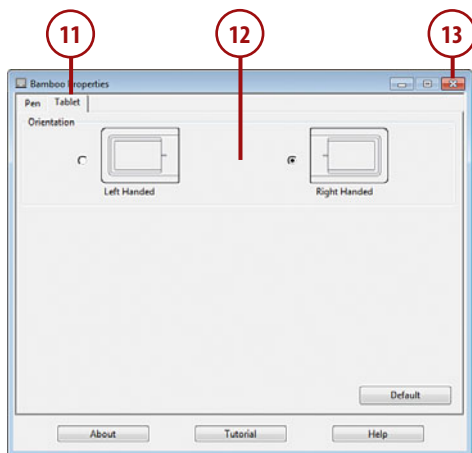 11
12
13
Bamboo Properties
Pen Tablet
Orientation
Left Handed
Right Handed
Default
About
Tutorial
Help